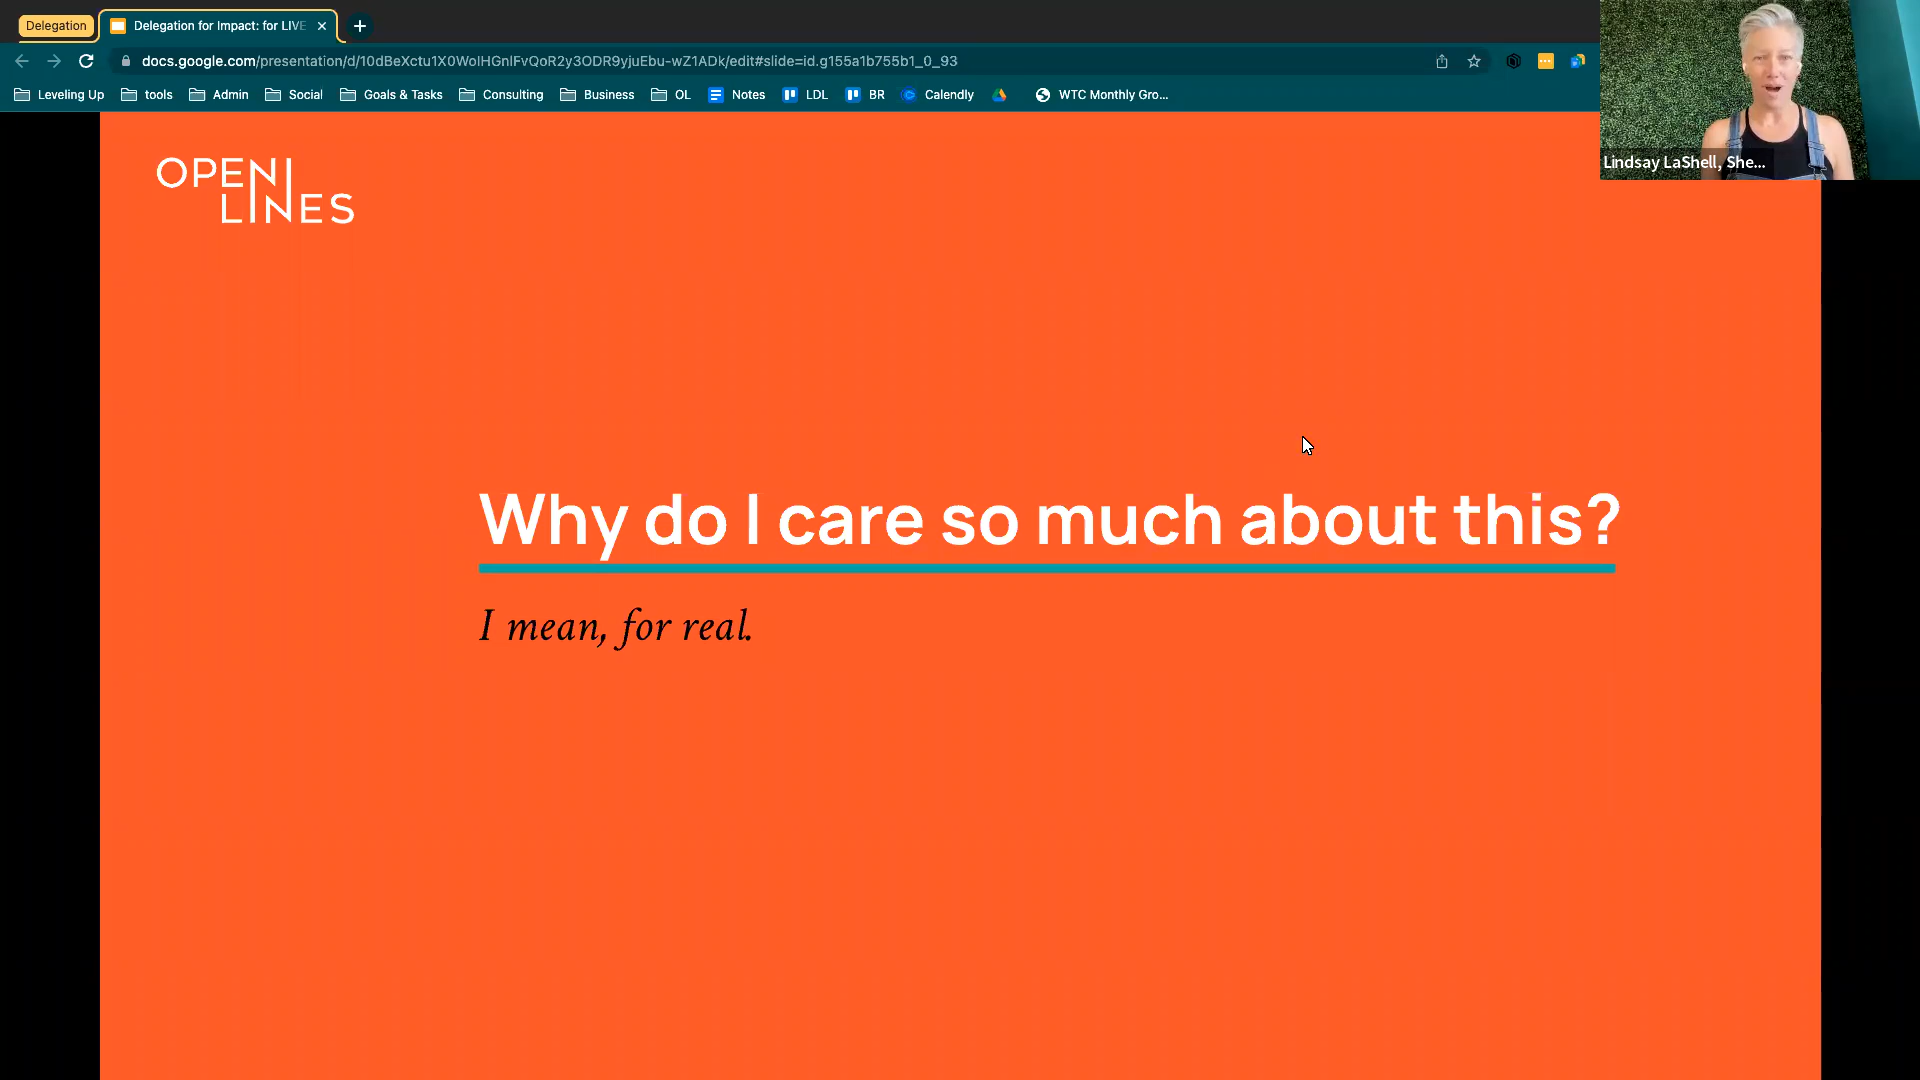 Delegation
Delegation for Impact: for LIVE
docs.google.com/presentation/d/10dBeXctu1X0WolHGnlFvQoR2y3ODR9yjuEbu-wZ1ADk/edit#slide=id.g155a1b755b1_0_93
Leveling Up tools Admin Social Goals & Tasks Consulting Business OL Notes LDL BR Calendly WTC Monthly Gro...
Lindsay LaShell, She...
OPEN
LINES
Why do I care so much about this?
I mean, for real.